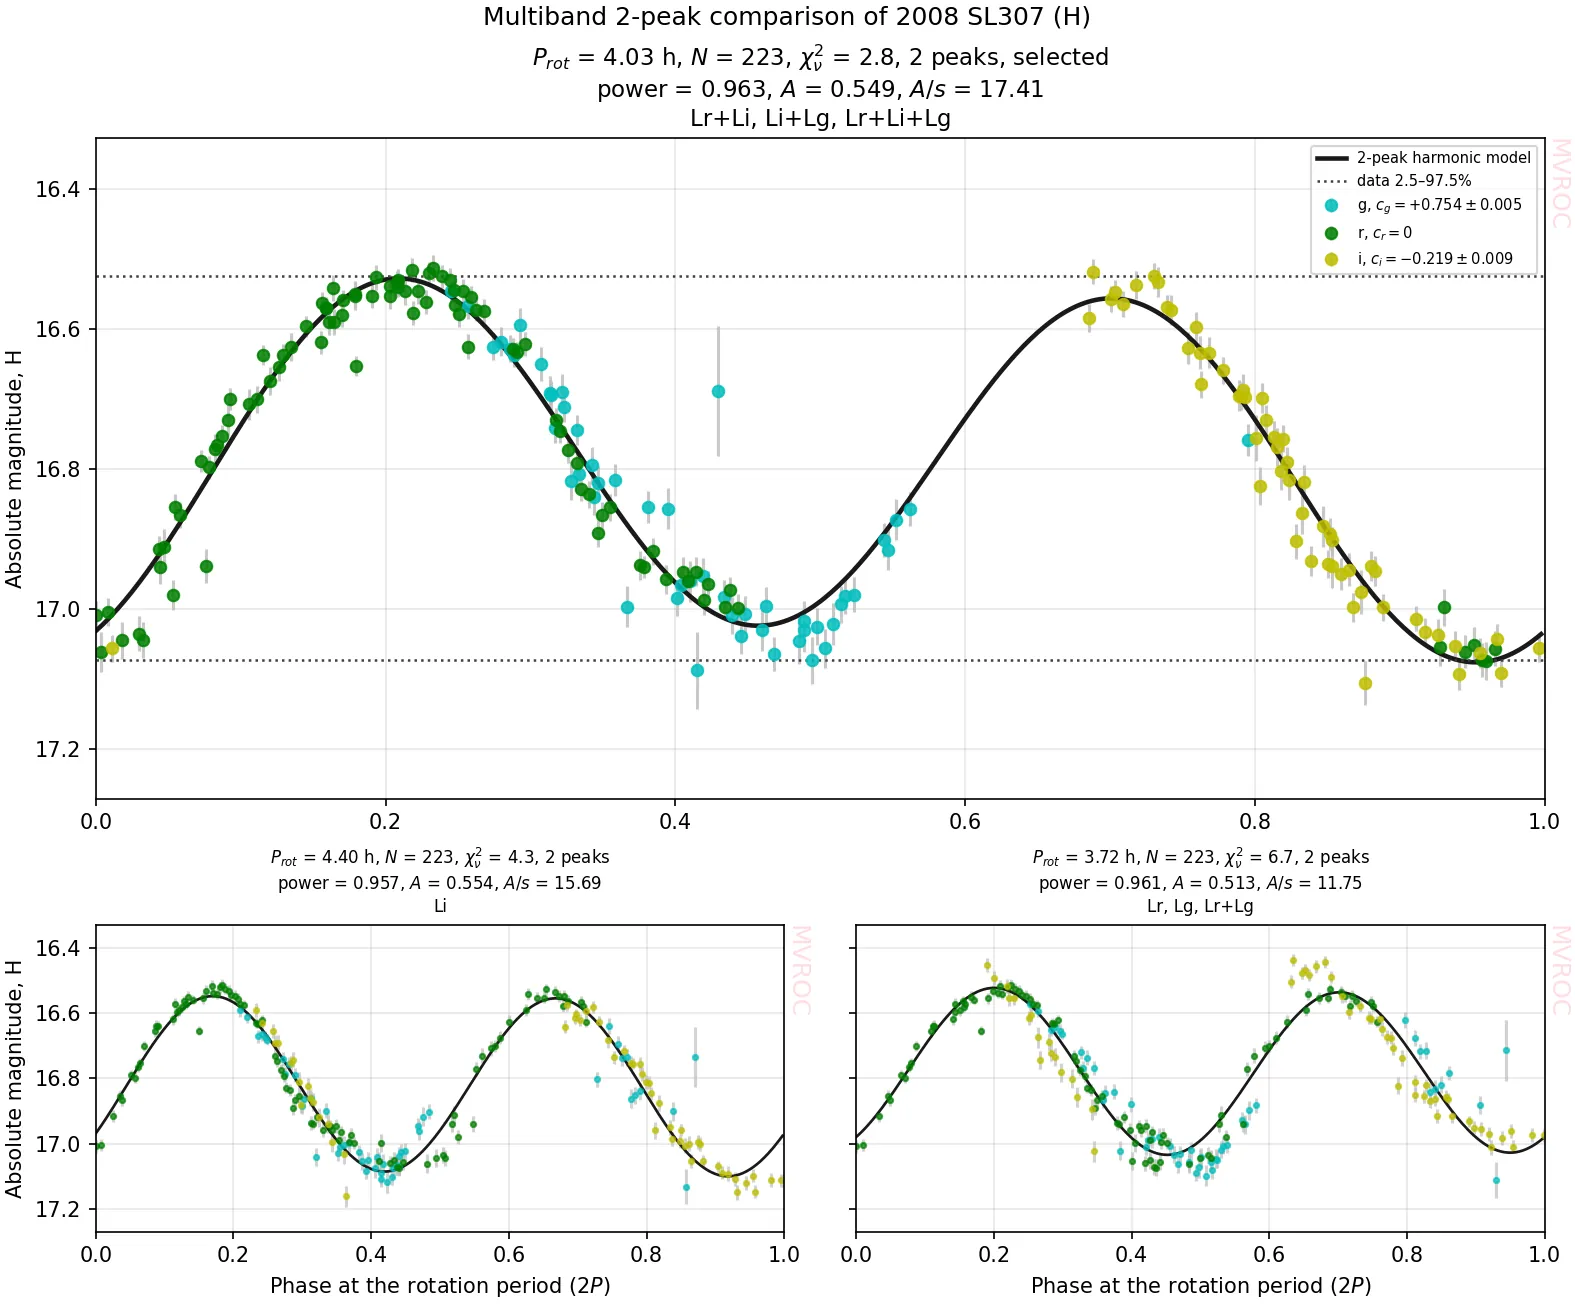 Multiband 2-peak comparison of 2008 SL307 (H)
P_rot = 4.03 h, N = 223, χ²_ν = 2.8, 2 peaks, selected
power = 0.963, A = 0.549, A/s = 17.41
Lr+Li, Li+Lg, Lr+Li+Lg
2-peak harmonic model
data 2.5–97.5%
g, c_g = +0.754 ± 0.005
r, c_r = 0
i, c_i = −0.219 ± 0.009
MVROC
Absolute magnitude, H
16.4
16.6
16.8
17.0
17.2
0.0 0.2 0.4 0.6 0.8 1.0
P_rot = 4.40 h, N = 223, χ²_ν = 4.3, 2 peaks
power = 0.957, A = 0.554, A/s = 15.69
Li
MVROC
Absolute magnitude, H
16.4
16.6
16.8
17.0
17.2
0.0 0.2 0.4 0.6 0.8 1.0
Phase at the rotation period (2P)
P_rot = 3.72 h, N = 223, χ²_ν = 6.7, 2 peaks
power = 0.961, A = 0.513, A/s = 11.75
Lr, Lg, Lr+Lg
MVROC
0.0 0.2 0.4 0.6 0.8 1.0
Phase at the rotation period (2P)